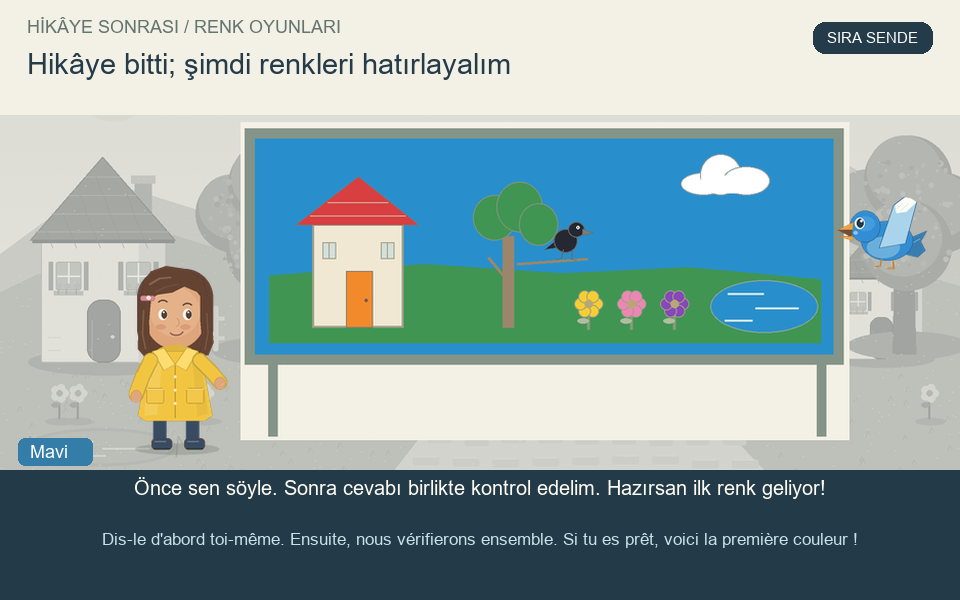 HİKÂYE SONRASI / RENK OYUNLARI
SIRA SENDE
Hikâye bitti; şimdi renkleri hatırlayalım
Mavi
Önce sen söyle. Sonra cevabı birlikte kontrol edelim. Hazırsan ilk renk geliyor!
Dis-le d'abord toi-même. Ensuite, nous vérifierons ensemble. Si tu es prêt, voici la première couleur !